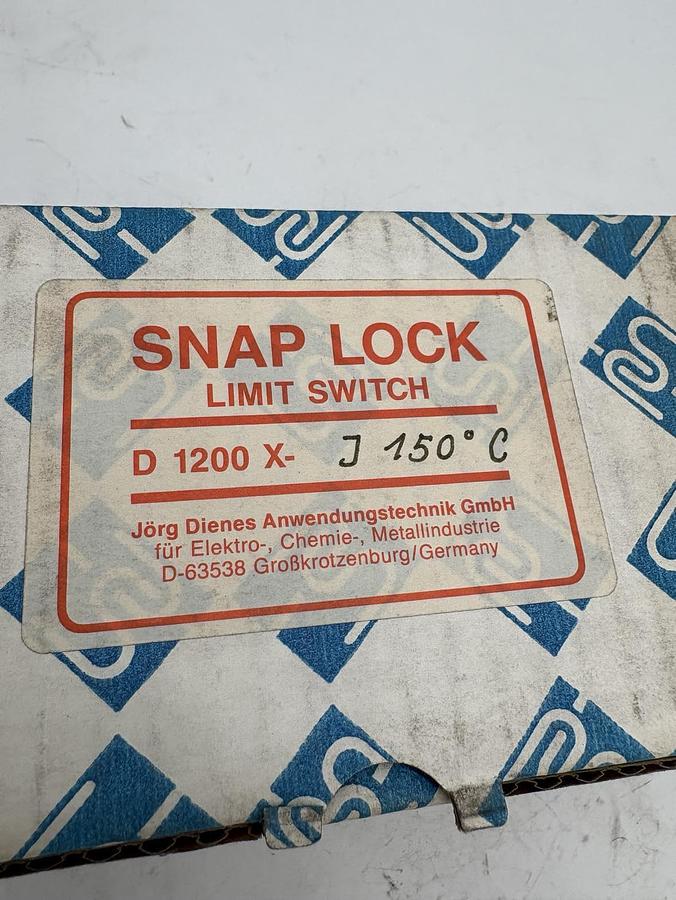 SNAP LOCK
LIMIT SWITCH
D 1200 X- J 150° C
Jörg Dienes Anwendungstechnik GmbH
für Elektro-, Chemie-, Metallindustrie
D-63538 Großkrotzenburg/Germany